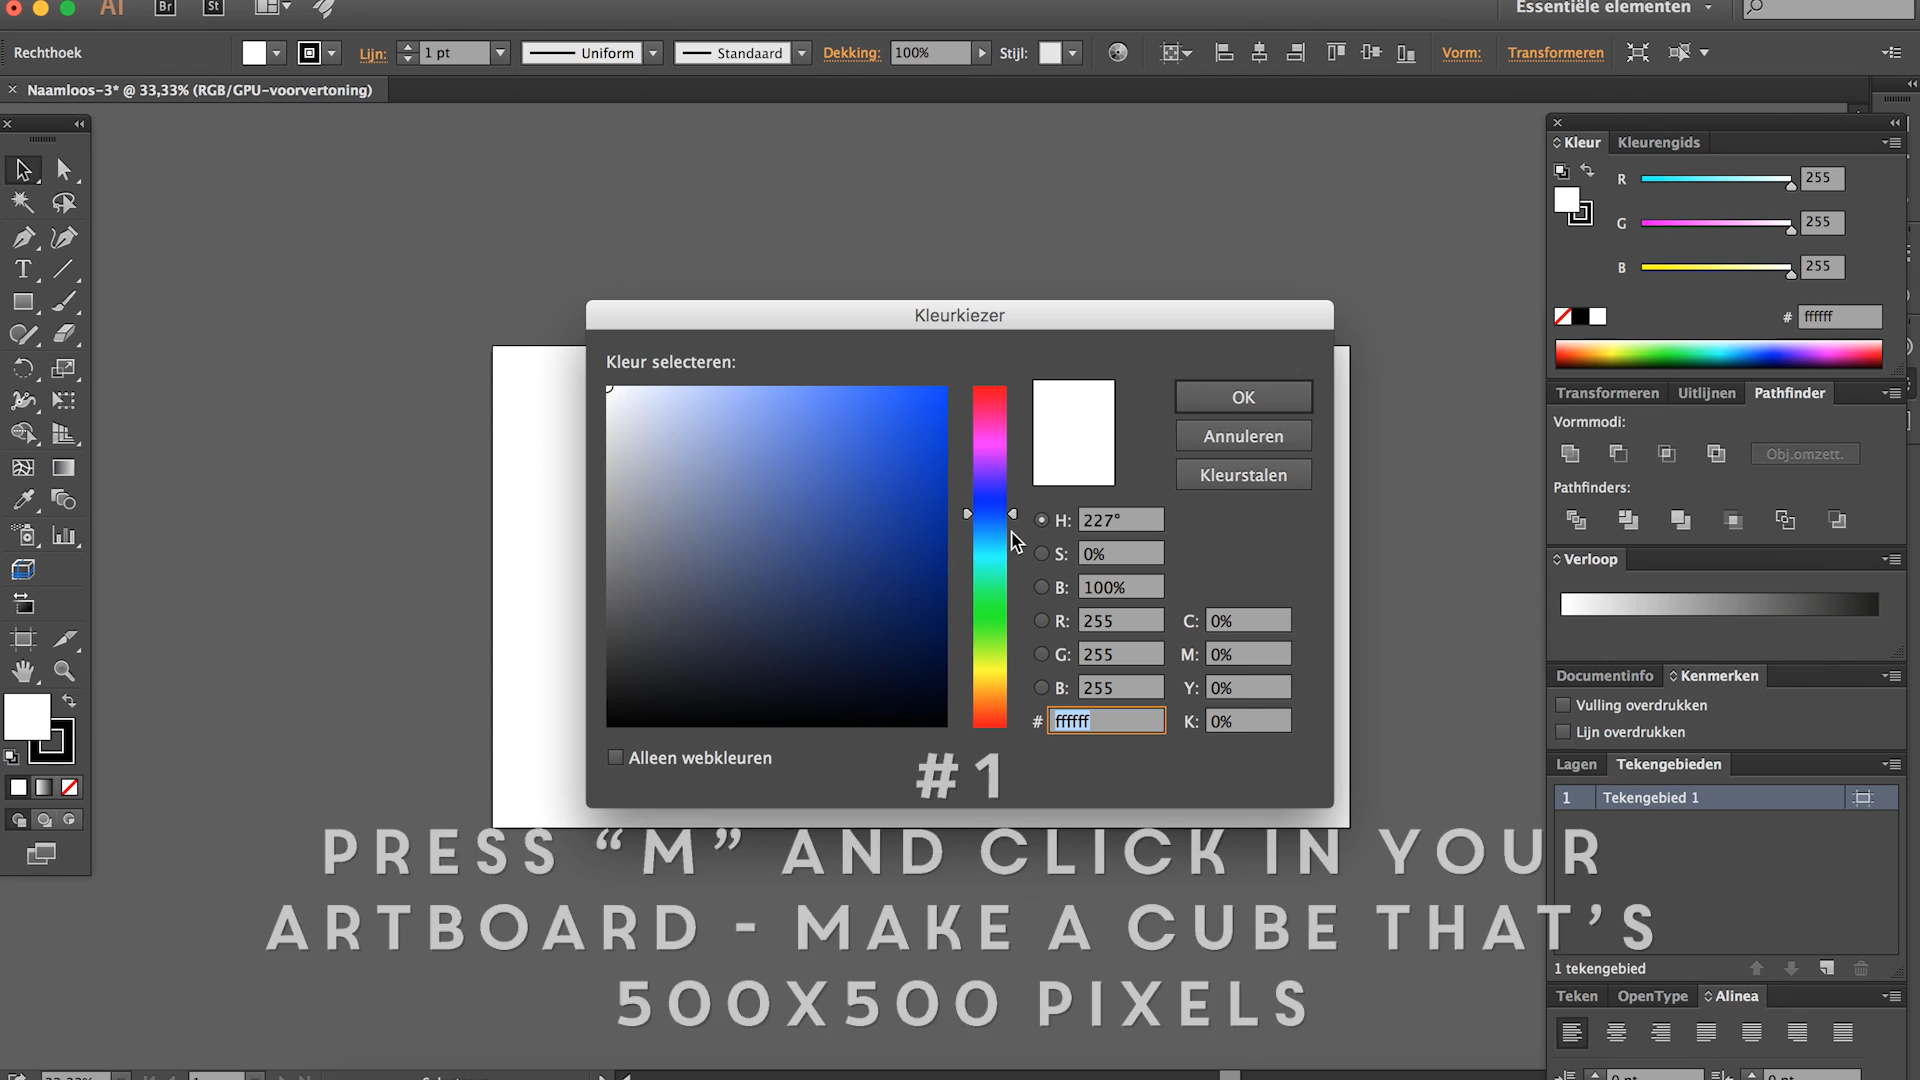 Ai Br St Essentiële elementen
Rechthoek Lijn: 1 pt Uniform Standaard Dekking: 100% Stijl: Vorm: Transformeren
Naamloos-3* @ 33,33% (RGB/GPU-voorvertoning)
Kleur Kleurengids
R 255
G 255
B 255
# ffffff
Kleurkiezer
Kleur selecteren:
OK
Annuleren
Kleurstalen
H: 227°
S: 0%
B: 100%
R: 255 C: 0%
G: 255 M: 0%
B: 255 Y: 0%
# ffffff K: 0%
Alleen webkleuren
Transformeren Uitlijnen Pathfinder
Vormmodi:
Obj.omzett.
Pathfinders:
Verloop
Documentinfo Kenmerken
Vulling overdrukken
Lijn overdrukken
Lagen Tekengebieden
1 Tekengebied 1
1 tekengebied
Teken OpenType Alinea
#1
PRESS “M” AND CLICK IN YOUR
ARTBOARD - MAKE A CUBE THAT’S
500X500 PIXELS